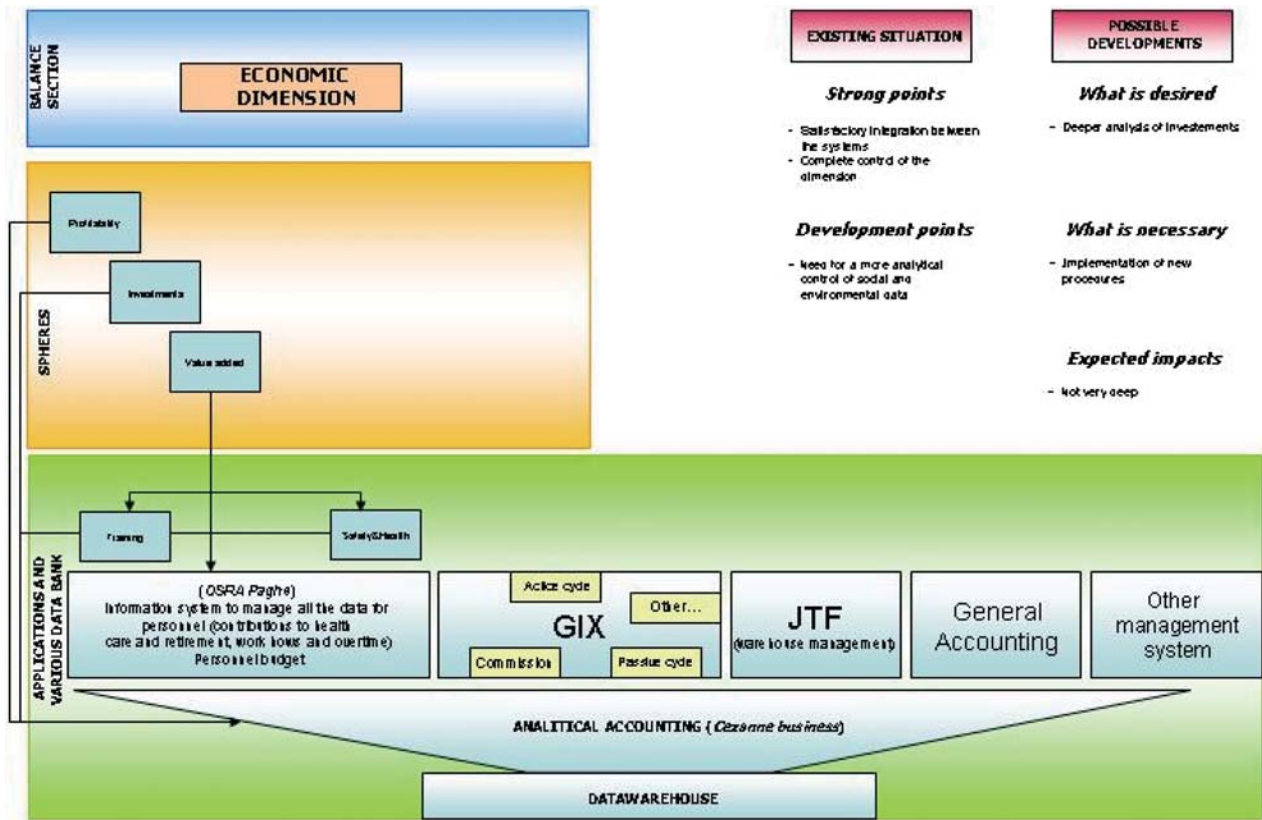 BALANCE
SECTION
ECONOMIC
DIMENSION
EXISTING SITUATION
POSSIBLE
DEVELOPMENTS
Strong points
- Satisfactory integration between
the systems
- Complete control of the
dimension
What is desired
- Deeper analysis of investements
Development points
- Need for a more analytical
control of social and
environmental data
What is necessary
- Implementation of new
procedures
Expected impacts
- Not very deep
SPHERES
Profitability
Investments
Value added
APPLICATIONS AND
VARIOUS DATA BANK
Training
Safety&Health
(OSRA Paghe)
Information system to manage all the data for
personnel (contributions to health
care and retirement, work hows and overtime)
Personnel budget
Active cycle
Other...
GIX
Commission
Passive cycle
JTF
(warehouse management)
General
Accounting
Other
management
system
ANALITICAL ACCOUNTING (Cezanne business)
DATAWAREHOUSE